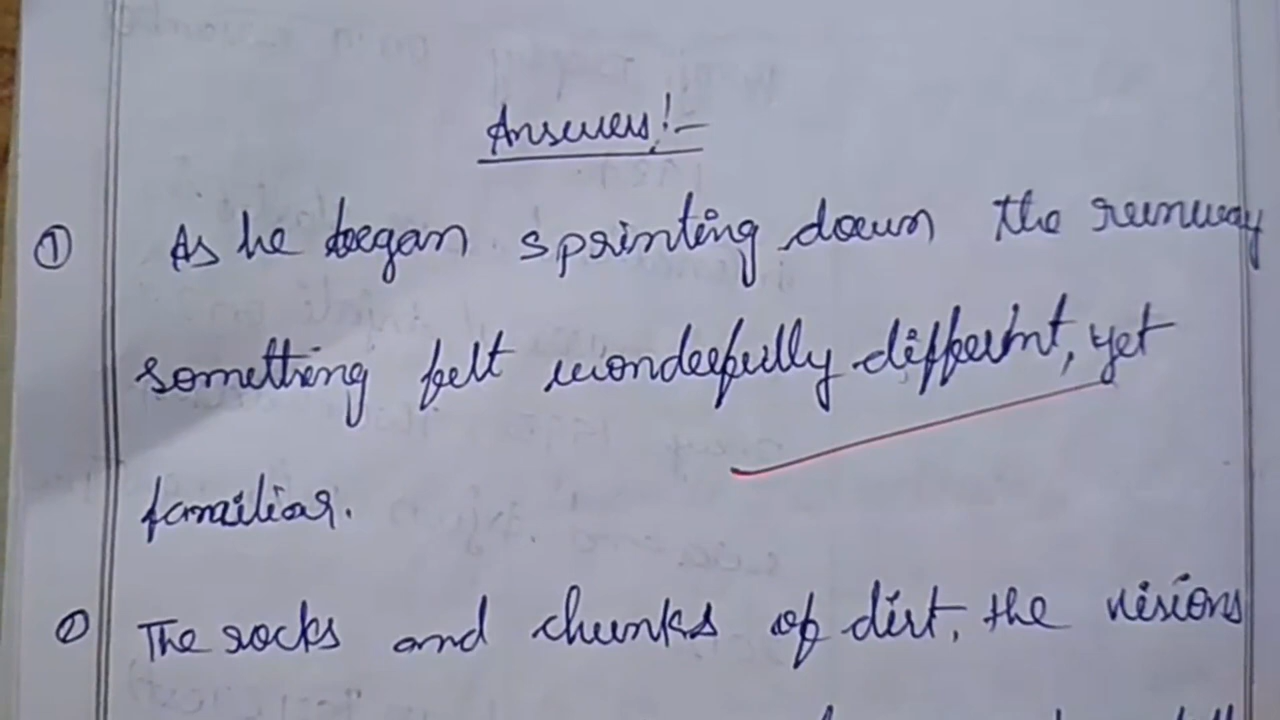 Answers:-
① As he began sprinting down the runway
something felt wonderfully different, yet
familiar.
② The rocks and chunks of dirt, the visions